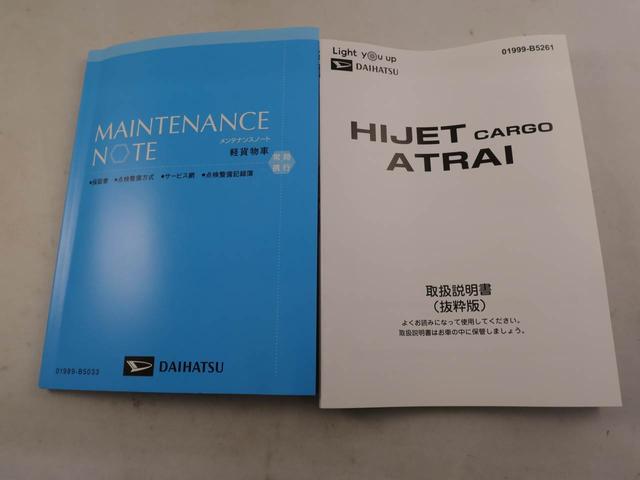 MAINTENANCE
NOTE
メンテナンスノート
軽貨物車
常時
携行
●保証書 ●点検整備方式 ●サービス網 ●点検整備記録簿
01999-B5033
DAIHATSU
Light you up
DAIHATSU
01999-B5261
HIJET CARGO
ATRAI
取扱説明書
（抜粋版）
よくお読みになって使用してください。
取扱説明書はお車の中に保管しましょう。